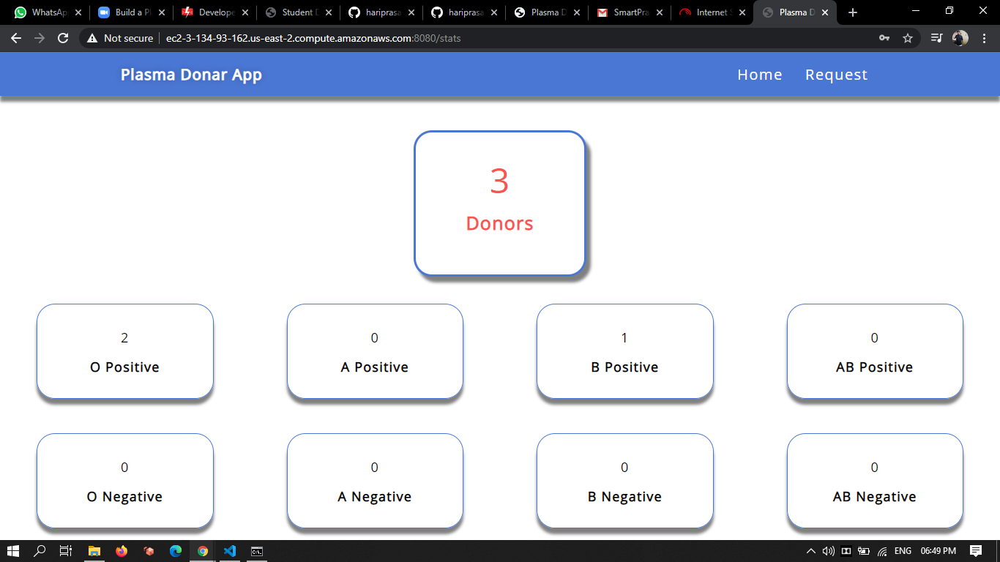 WhatsAp
Build a Pl
Develope
Student D
hariprasa
hariprasa
Plasma D
SmartPra
Internet S
Plasma D
Not secure
ec2-3-134-93-162.us-east-2.compute.amazonaws.com:8080/stats
Plasma Donar App
Home
Request
3
Donors
2
O Positive
0
A Positive
1
B Positive
0
AB Positive
0
O Negative
0
A Negative
0
B Negative
0
AB Negative
ENG
06:49 PM